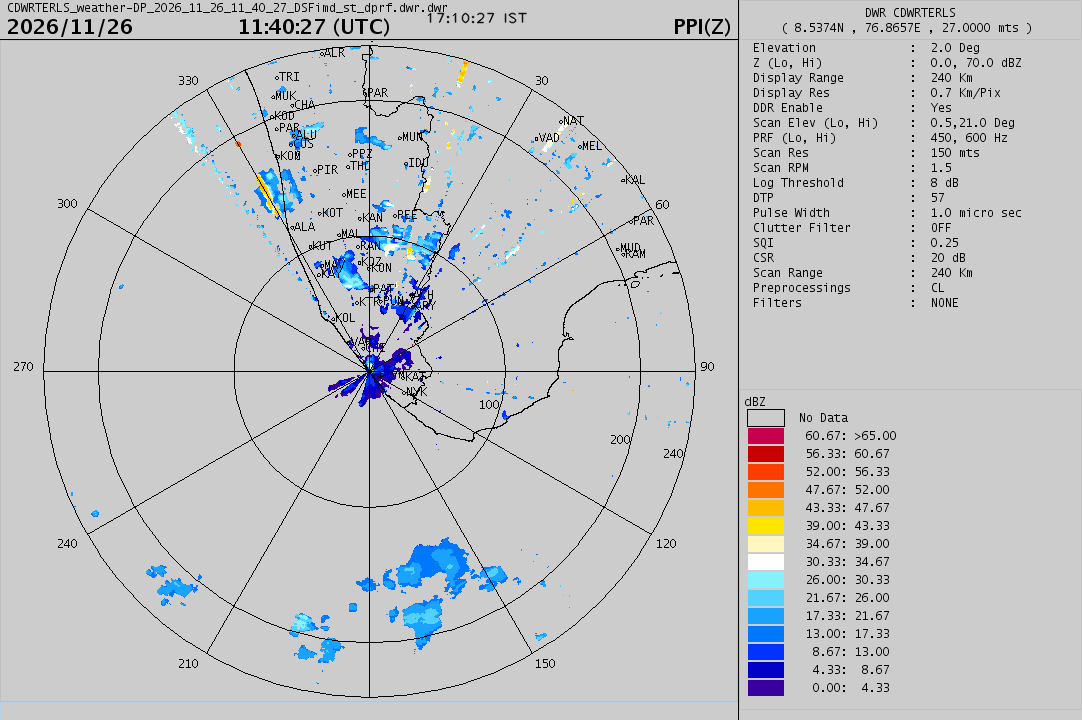 CDWRTERLS_weather-DP_2026_11_26_11_40_27_DSFimd_st_dprf.dwr.dwr
17:10:27 IST
2026/11/26 11:40:27 (UTC) PPI(Z)
DWR CDWRTERLS
( 8.5374N , 76.8657E , 27.0000 mts )
Elevation : 2.0 Deg
Z (Lo, Hi) : 0.0, 70.0 dBZ
Display Range : 240 Km
Display Res : 0.7 Km/Pix
DDR Enable : Yes
Scan Elev (Lo, Hi) : 0.5,21.0 Deg
PRF (Lo, Hi) : 450, 600 Hz
Scan Res : 150 mts
Scan RPM : 1.5
Log Threshold : 8 dB
DTP : 57
Pulse Width : 1.0 micro sec
Clutter Filter : OFF
SQI : 0.25
CSR : 20 dB
Scan Range : 240 Km
Preprocessings : CL
Filters : NONE
dBZ
No Data
60.67: >65.00
56.33: 60.67
52.00: 56.33
47.67: 52.00
43.33: 47.67
39.00: 43.33
34.67: 39.00
30.33: 34.67
26.00: 30.33
21.67: 26.00
17.33: 21.67
13.00: 17.33
8.67: 13.00
4.33: 8.67
0.00: 4.33
ALR
330 TRI 30
MUK PAR
CHA
KOD NAT
PAR
ALU MUN VAD
MEL
KOM PPZ
THL IDU
PIR
KAL
MEE
300 60
KOT KAN PEE
PAR
ALA MAL
KUT RAN MUD
RAM
KOZ
KON
PAT
KTR PUN
KOL
270 90
KAT
NYK
100
200
240
240 120
210 150